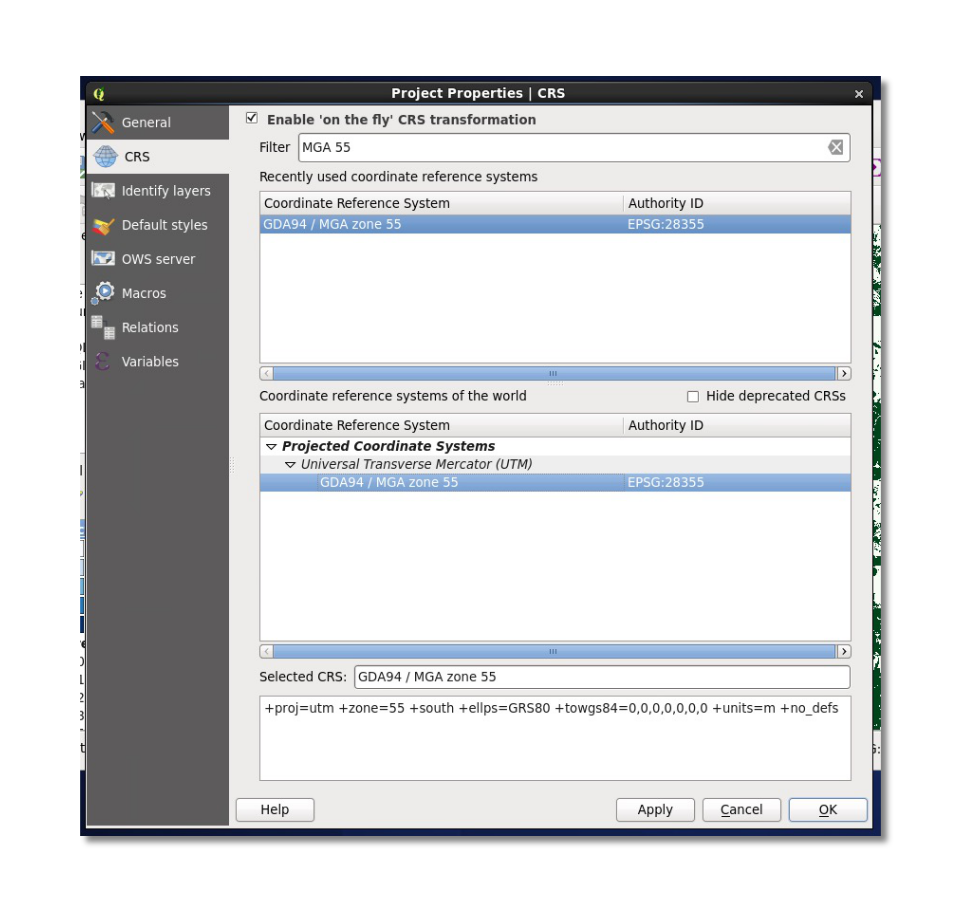 Project Properties | CRS
General
CRS
Identify layers
Default styles
OWS server
Macros
Relations
Variables
Enable 'on the fly' CRS transformation
Filter MGA 55
Recently used coordinate reference systems
Coordinate Reference System Authority ID
GDA94 / MGA zone 55 EPSG:28355
Coordinate reference systems of the world Hide deprecated CRSs
Coordinate Reference System Authority ID
Projected Coordinate Systems
Universal Transverse Mercator (UTM)
GDA94 / MGA zone 55 EPSG:28355
Selected CRS: GDA94 / MGA zone 55
+proj=utm +zone=55 +south +ellps=GRS80 +towgs84=0,0,0,0,0,0,0 +units=m +no_defs
Help Apply Cancel OK